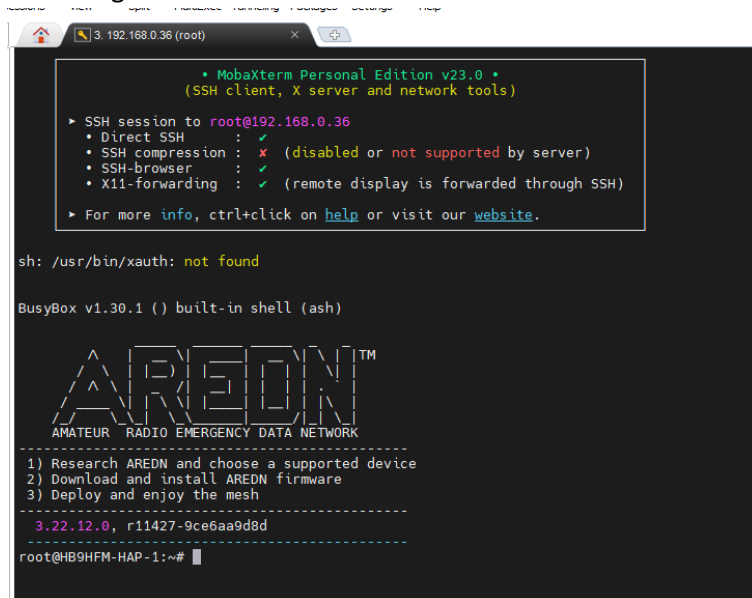 3. 192.168.0.36 (root)
• MobaXterm Personal Edition v23.0 •
(SSH client, X server and network tools)
► SSH session to root@192.168.0.36
• Direct SSH : ✔
• SSH compression : ✘ (disabled or not supported by server)
• SSH-browser : ✔
• X11-forwarding : ✔ (remote display is forwarded through SSH)
► For more info, ctrl+click on help or visit our website.
sh: /usr/bin/xauth: not found
BusyBox v1.30.1 () built-in shell (ash)
AREDN TM
AMATEUR RADIO EMERGENCY DATA NETWORK
1) Research AREDN and choose a supported device
2) Download and install AREDN firmware
3) Deploy and enjoy the mesh
3.22.12.0, r11427-9ce6aa9d8d
root@HB9HFM-HAP-1:~#